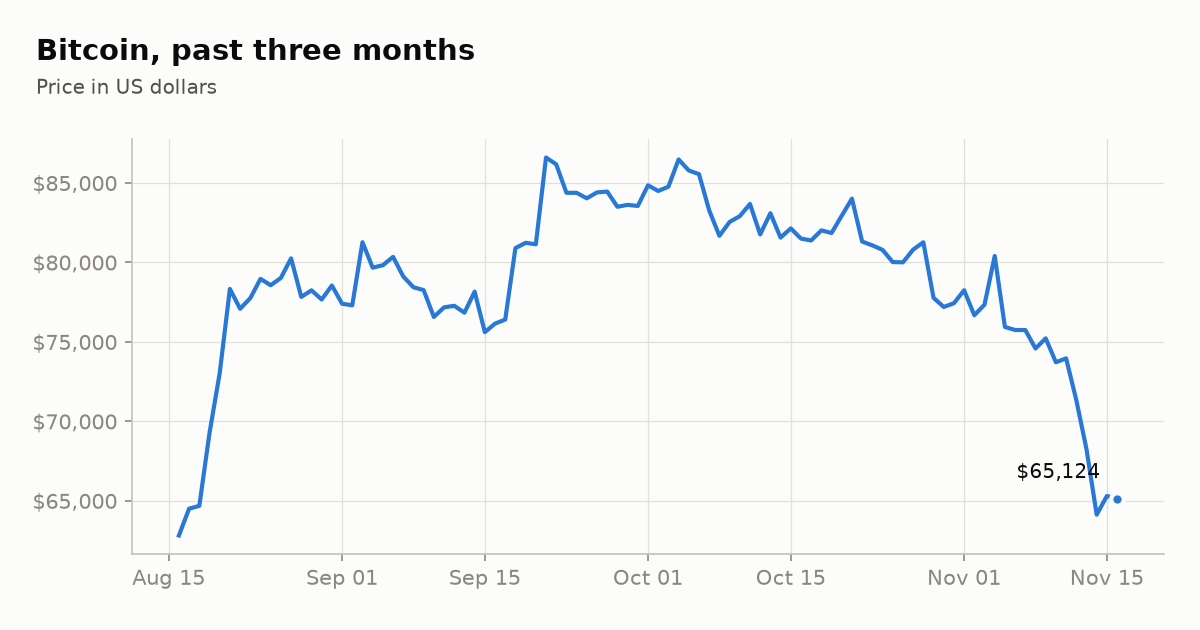 Bitcoin, past three months
Price in US dollars
$85,000
$80,000
$75,000
$70,000
$65,000
$65,124
Aug 15 Sep 01 Sep 15 Oct 01 Oct 15 Nov 01 Nov 15